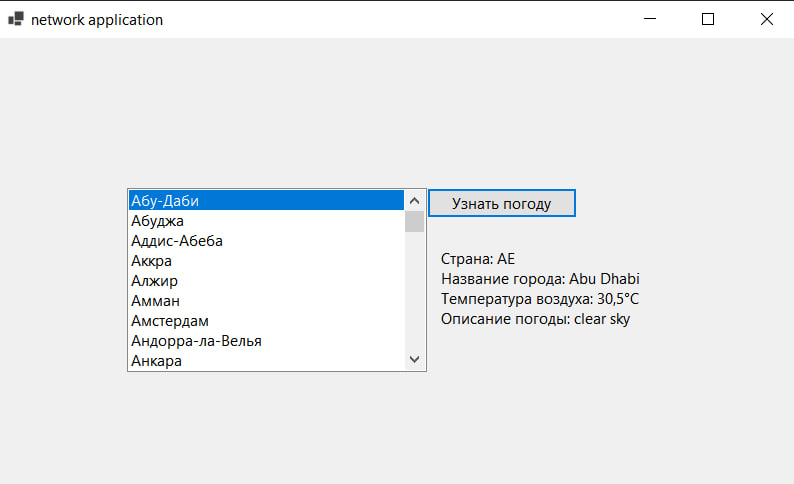 network application
Абу-Даби
Абуджа
Аддис-Абеба
Аккра
Алжир
Амман
Амстердам
Андорра-ла-Велья
Анкара
Узнать погоду
Страна: AE
Название города: Abu Dhabi
Температура воздуха: 30,5°C
Описание погоды: clear sky